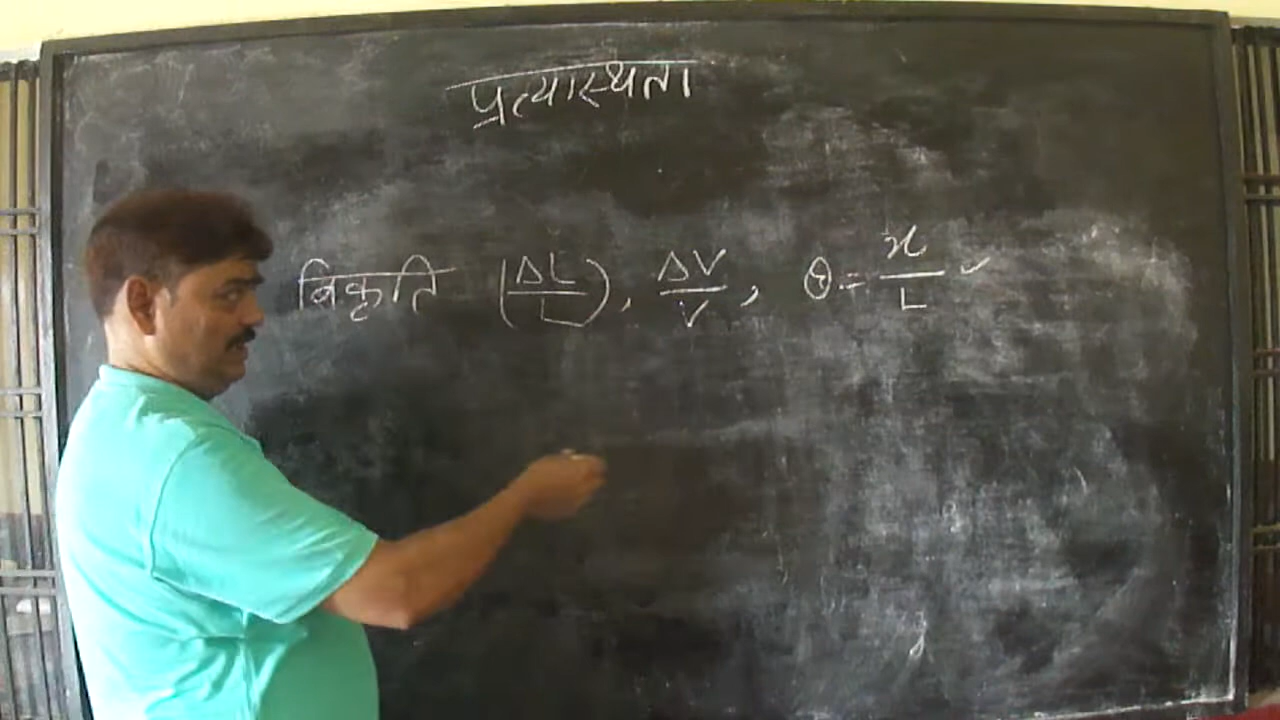 प्रत्यास्थता
विकृति (ΔL/L), ΔV/V, θ = x/L ✓